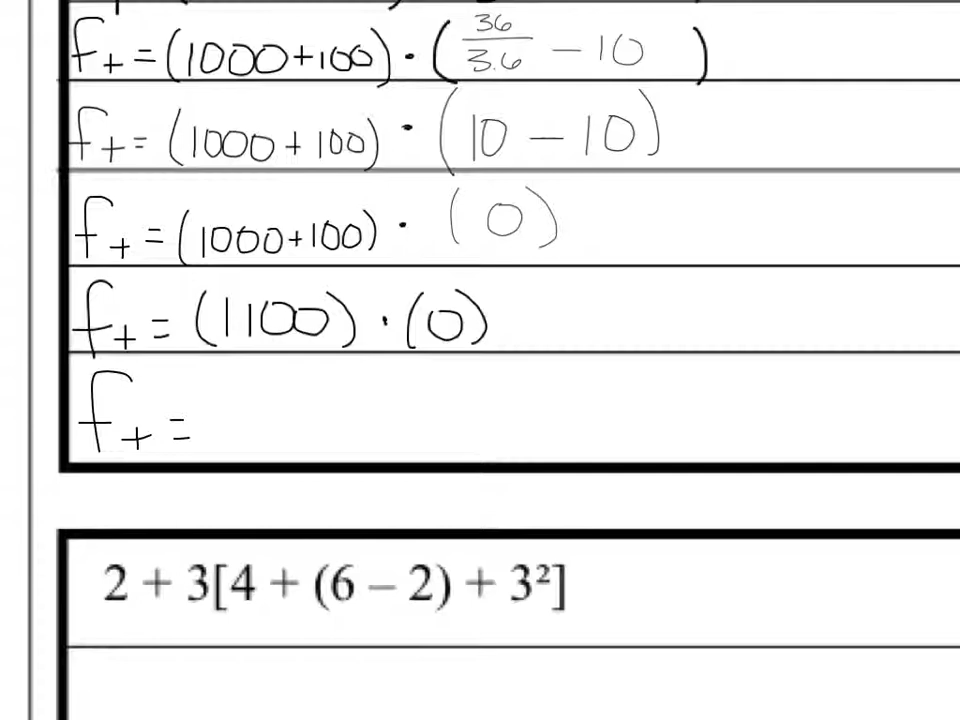 f+ = (1000+100) · (36/3.6 - 10)
f+ = (1000+100) · (10 - 10)
f+ = (1000+100) · (0)
f+ = (1100) · (0)
f+ =
2 + 3[4 + (6 – 2) + 3²]